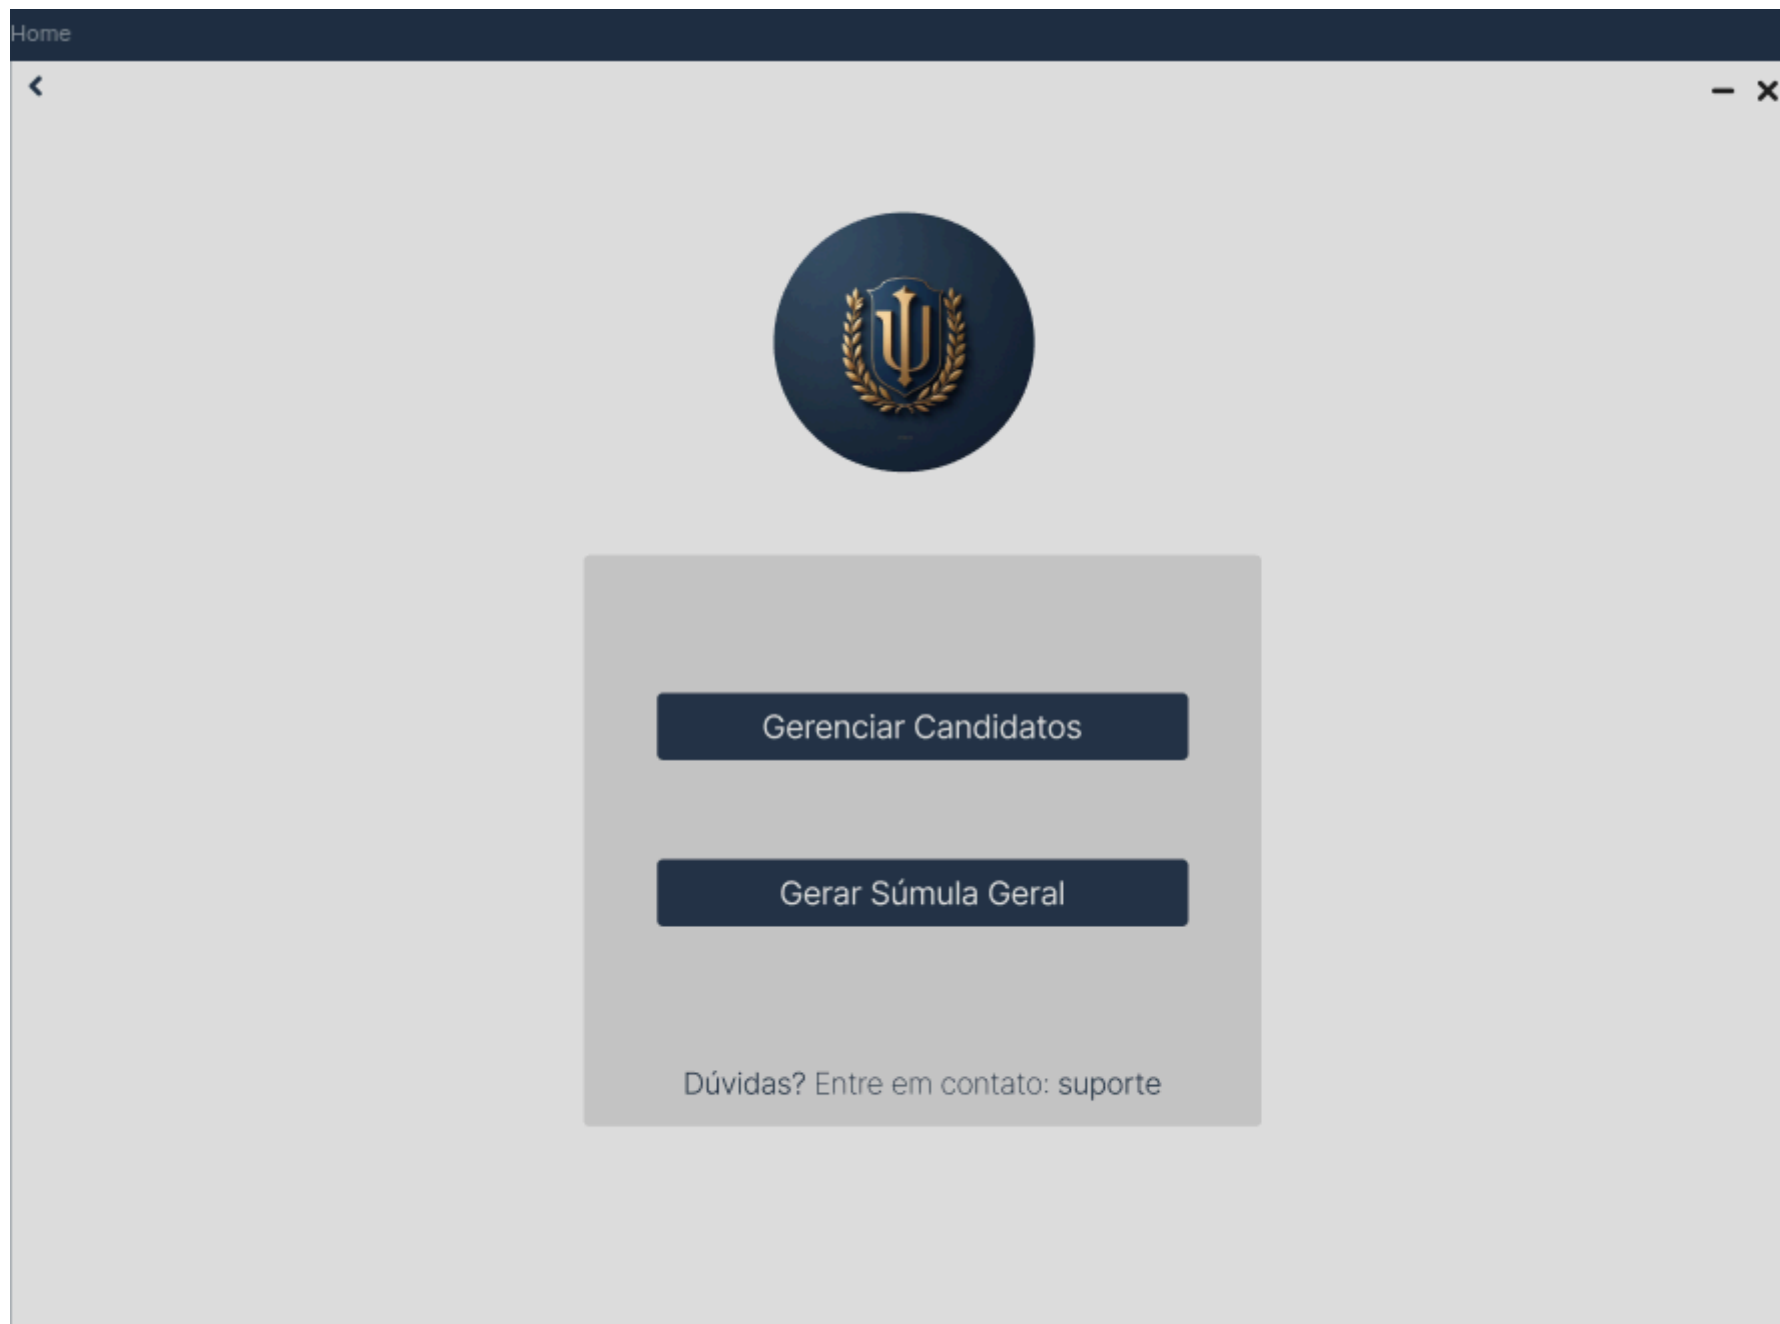 Home
Gerenciar Candidatos
Gerar Súmula Geral
Dúvidas? Entre em contato: suporte